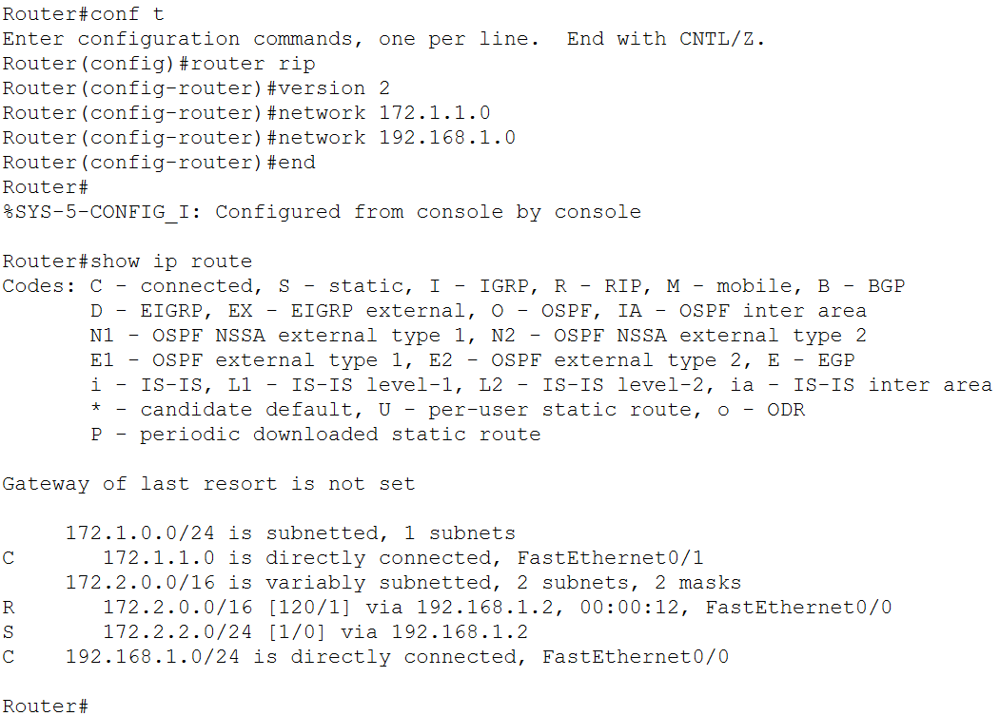 Router#conf t
Enter configuration commands, one per line.  End with CNTL/Z.
Router(config)#router rip
Router(config-router)#version 2
Router(config-router)#network 172.1.1.0
Router(config-router)#network 192.168.1.0
Router(config-router)#end
Router#
%SYS-5-CONFIG_I: Configured from console by console

Router#show ip route
Codes: C - connected, S - static, I - IGRP, R - RIP, M - mobile, B - BGP
       D - EIGRP, EX - EIGRP external, O - OSPF, IA - OSPF inter area
       N1 - OSPF NSSA external type 1, N2 - OSPF NSSA external type 2
       E1 - OSPF external type 1, E2 - OSPF external type 2, E - EGP
       i - IS-IS, L1 - IS-IS level-1, L2 - IS-IS level-2, ia - IS-IS inter area
       * - candidate default, U - per-user static route, o - ODR
       P - periodic downloaded static route

Gateway of last resort is not set

     172.1.0.0/24 is subnetted, 1 subnets
C       172.1.1.0 is directly connected, FastEthernet0/1
     172.2.0.0/16 is variably subnetted, 2 subnets, 2 masks
R       172.2.0.0/16 [120/1] via 192.168.1.2, 00:00:12, FastEthernet0/0
S       172.2.2.0/24 [1/0] via 192.168.1.2
C    192.168.1.0/24 is directly connected, FastEthernet0/0

Router#